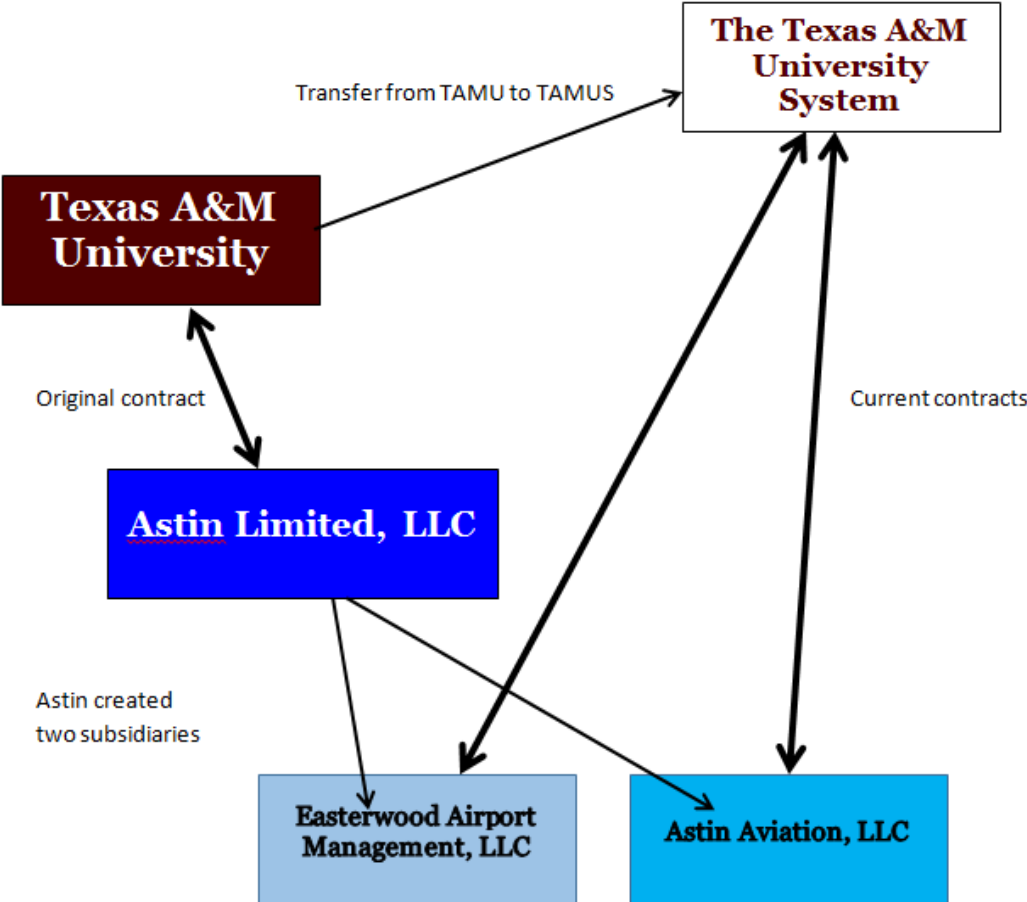 The Texas A&M
University
System
Transfer from TAMU to TAMUS
Texas A&M
University
Original contract
Current contracts
Astin Limited, LLC
Astin created
two subsidiaries
Easterwood Airport
Management, LLC
Astin Aviation, LLC